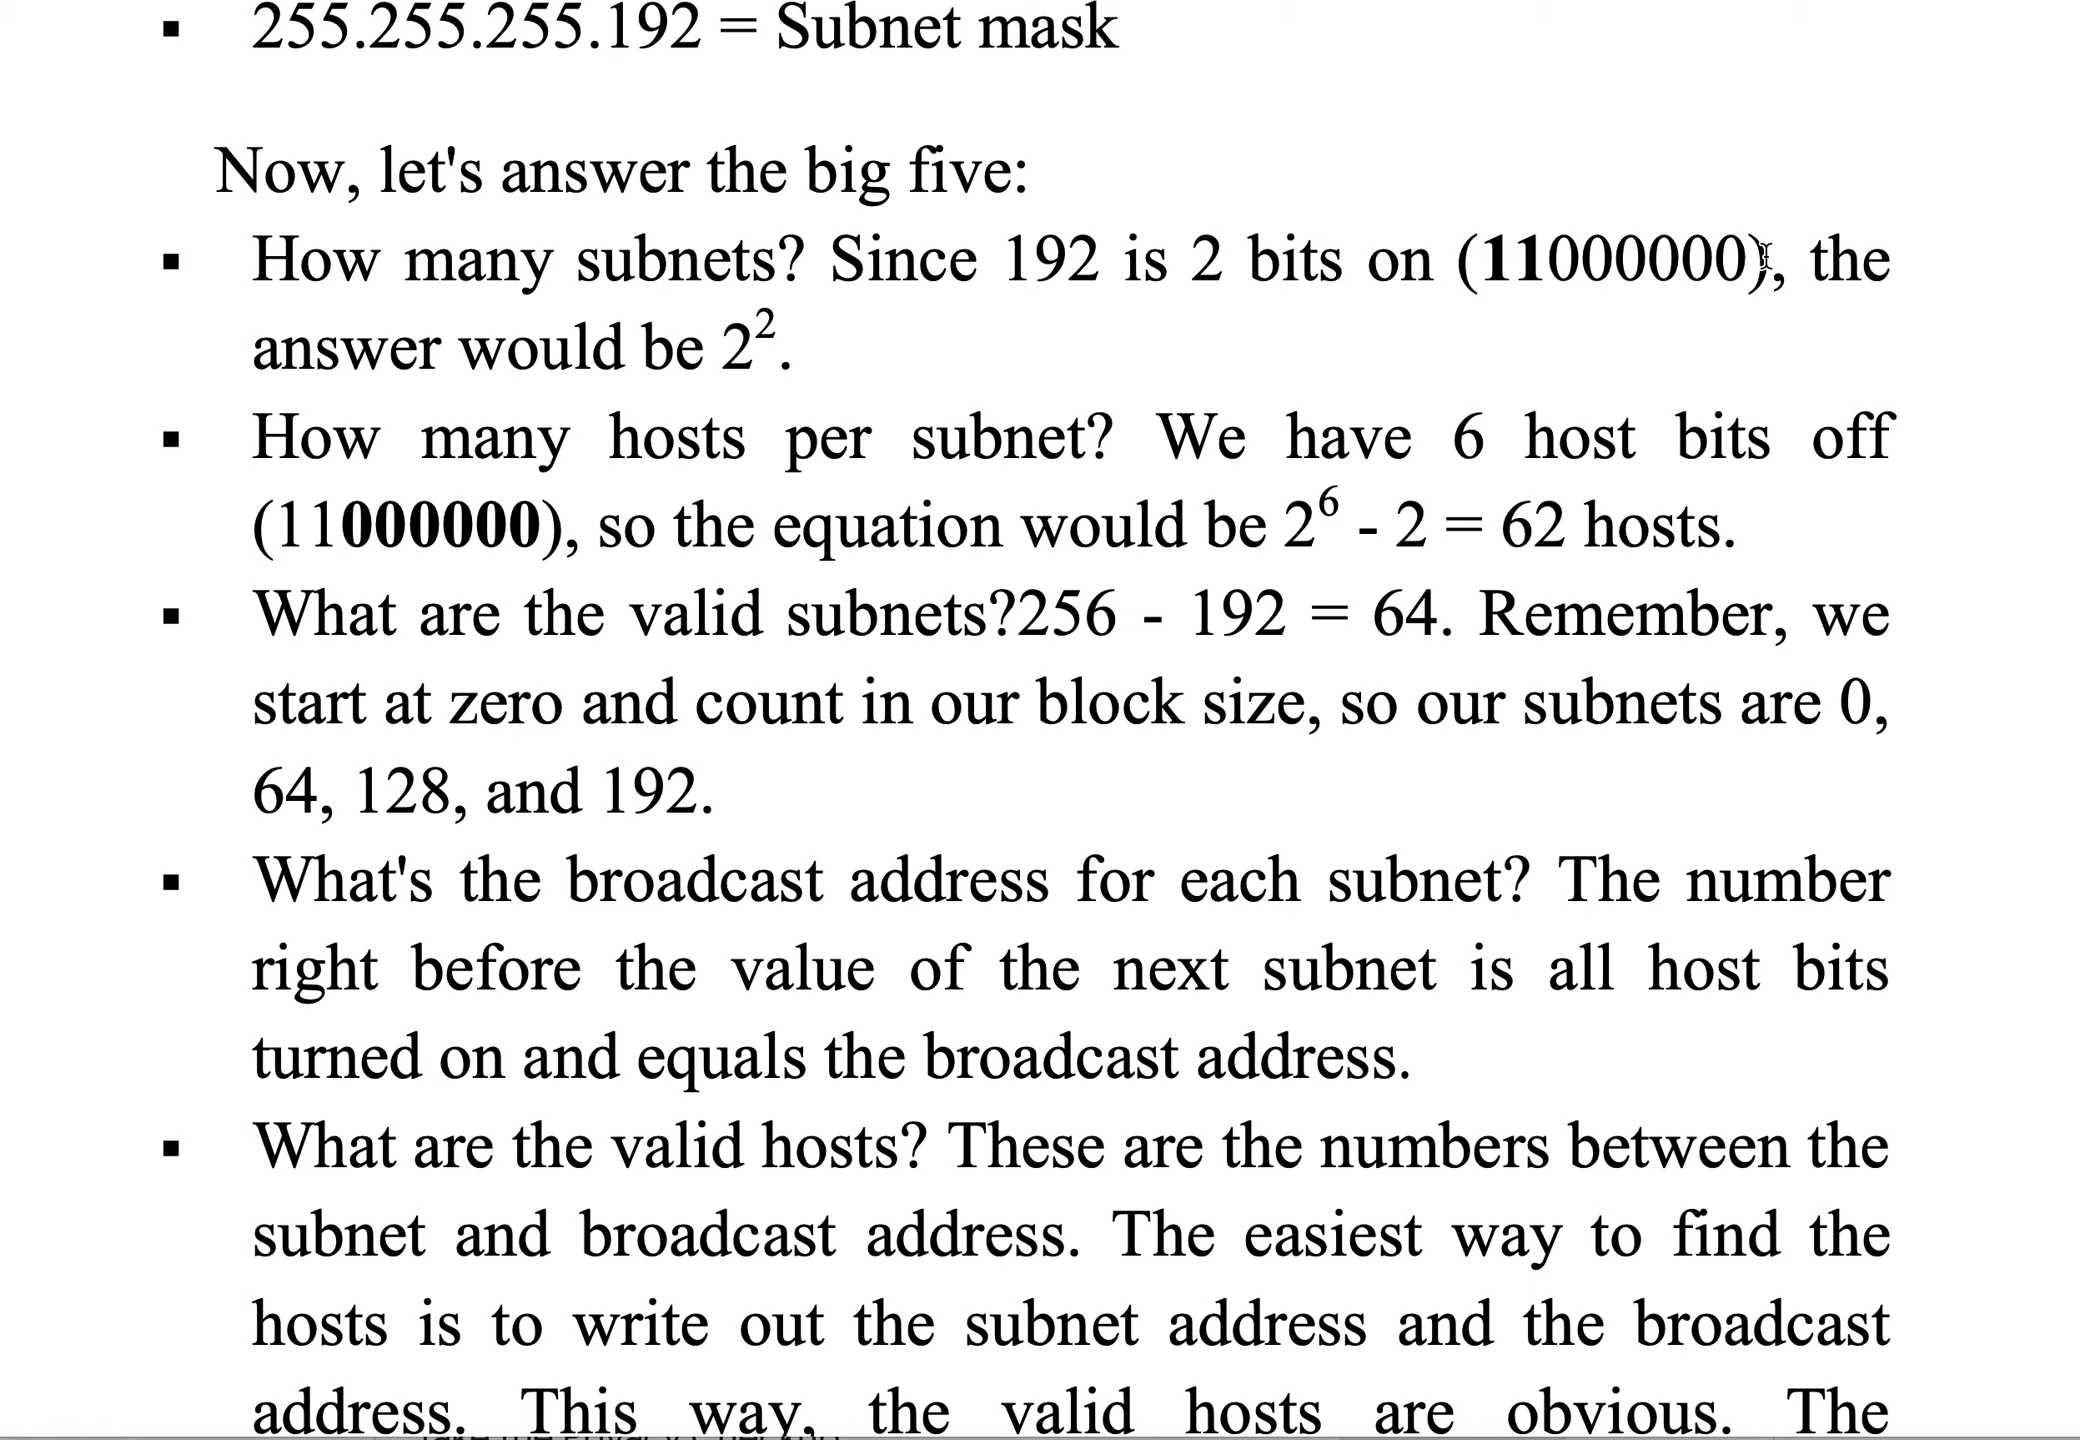 ▪ 255.255.255.192 = Subnet mask
Now, let's answer the big five:
▪ How many subnets? Since 192 is 2 bits on (11000000), the
answer would be 2².
▪ How many hosts per subnet? We have 6 host bits off
(11000000), so the equation would be 2⁶ - 2 = 62 hosts.
▪ What are the valid subnets?256 - 192 = 64. Remember, we
start at zero and count in our block size, so our subnets are 0,
64, 128, and 192.
▪ What's the broadcast address for each subnet? The number
right before the value of the next subnet is all host bits
turned on and equals the broadcast address.
▪ What are the valid hosts? These are the numbers between the
subnet and broadcast address. The easiest way to find the
hosts is to write out the subnet address and the broadcast
address. This way, the valid hosts are obvious. The